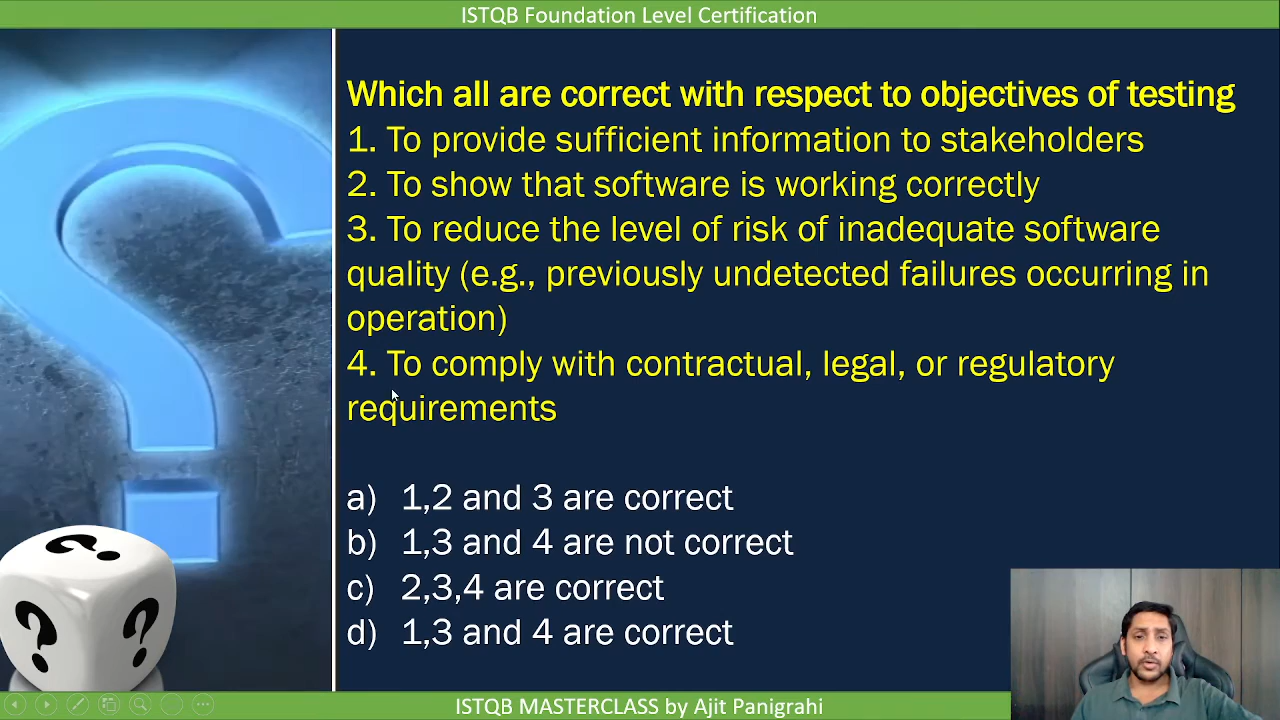 ISTQB Foundation Level Certification
Which all are correct with respect to objectives of testing
1. To provide sufficient information to stakeholders
2. To show that software is working correctly
3. To reduce the level of risk of inadequate software
quality (e.g., previously undetected failures occurring in
operation)
4. To comply with contractual, legal, or regulatory
requirements
a) 1,2 and 3 are correct
b) 1,3 and 4 are not correct
c) 2,3,4 are correct
d) 1,3 and 4 are correct
ISTQB MASTERCLASS by Ajit Panigrahi